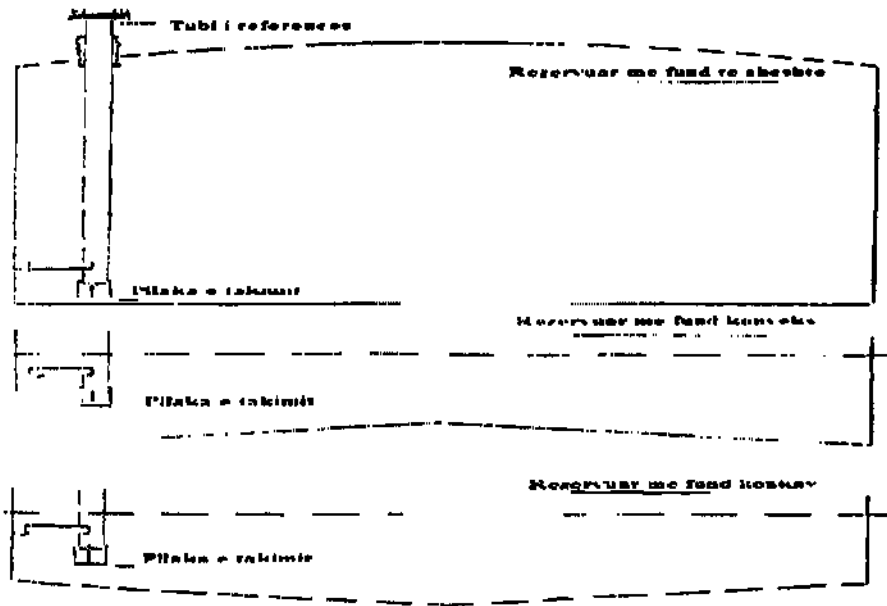 Tubi i references
Rezervuar me fund te sheshte
Pllaka e takimit
Rezervuar me fund konveks
Pllaka e takimit
Rezervuar me fund konkav
Pllaka e takimit